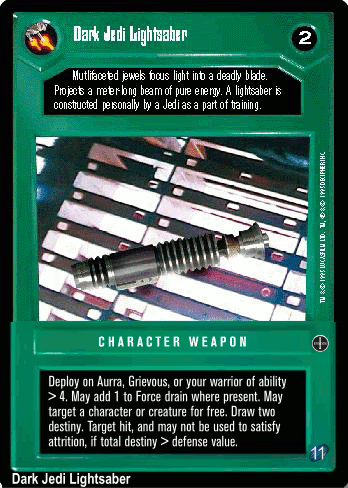 Dark Jedi Lightsaber
2
Mutlifaceted jewels focus light into a deadly blade.
Projects a meter-long beam of pure energy. A lightsaber is
constructed personally by a Jedi as a part of training.
CHARACTER WEAPON
Deploy on Aurra, Grievous, or your warrior of ability
> 4. May add 1 to Force drain where present. May
target a character or creature for free. Draw two
destiny. Target hit, and may not be used to satisfy
attrition, if total destiny > defense value.
11
Dark Jedi Lightsaber